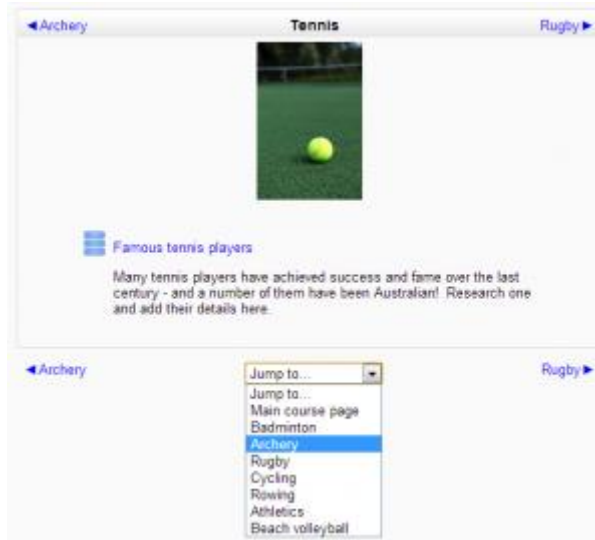 ◄Archery Tennis Rugby►
Famous tennis players
Many tennis players have achieved success and fame over the last
century - and a number of them have been Australian! Research one
and add their details here.
◄Archery Jump to... Rugby►
Jump to...
Main course page
Badminton
Archery
Rugby
Cycling
Rowing
Athletics
Beach volleyball